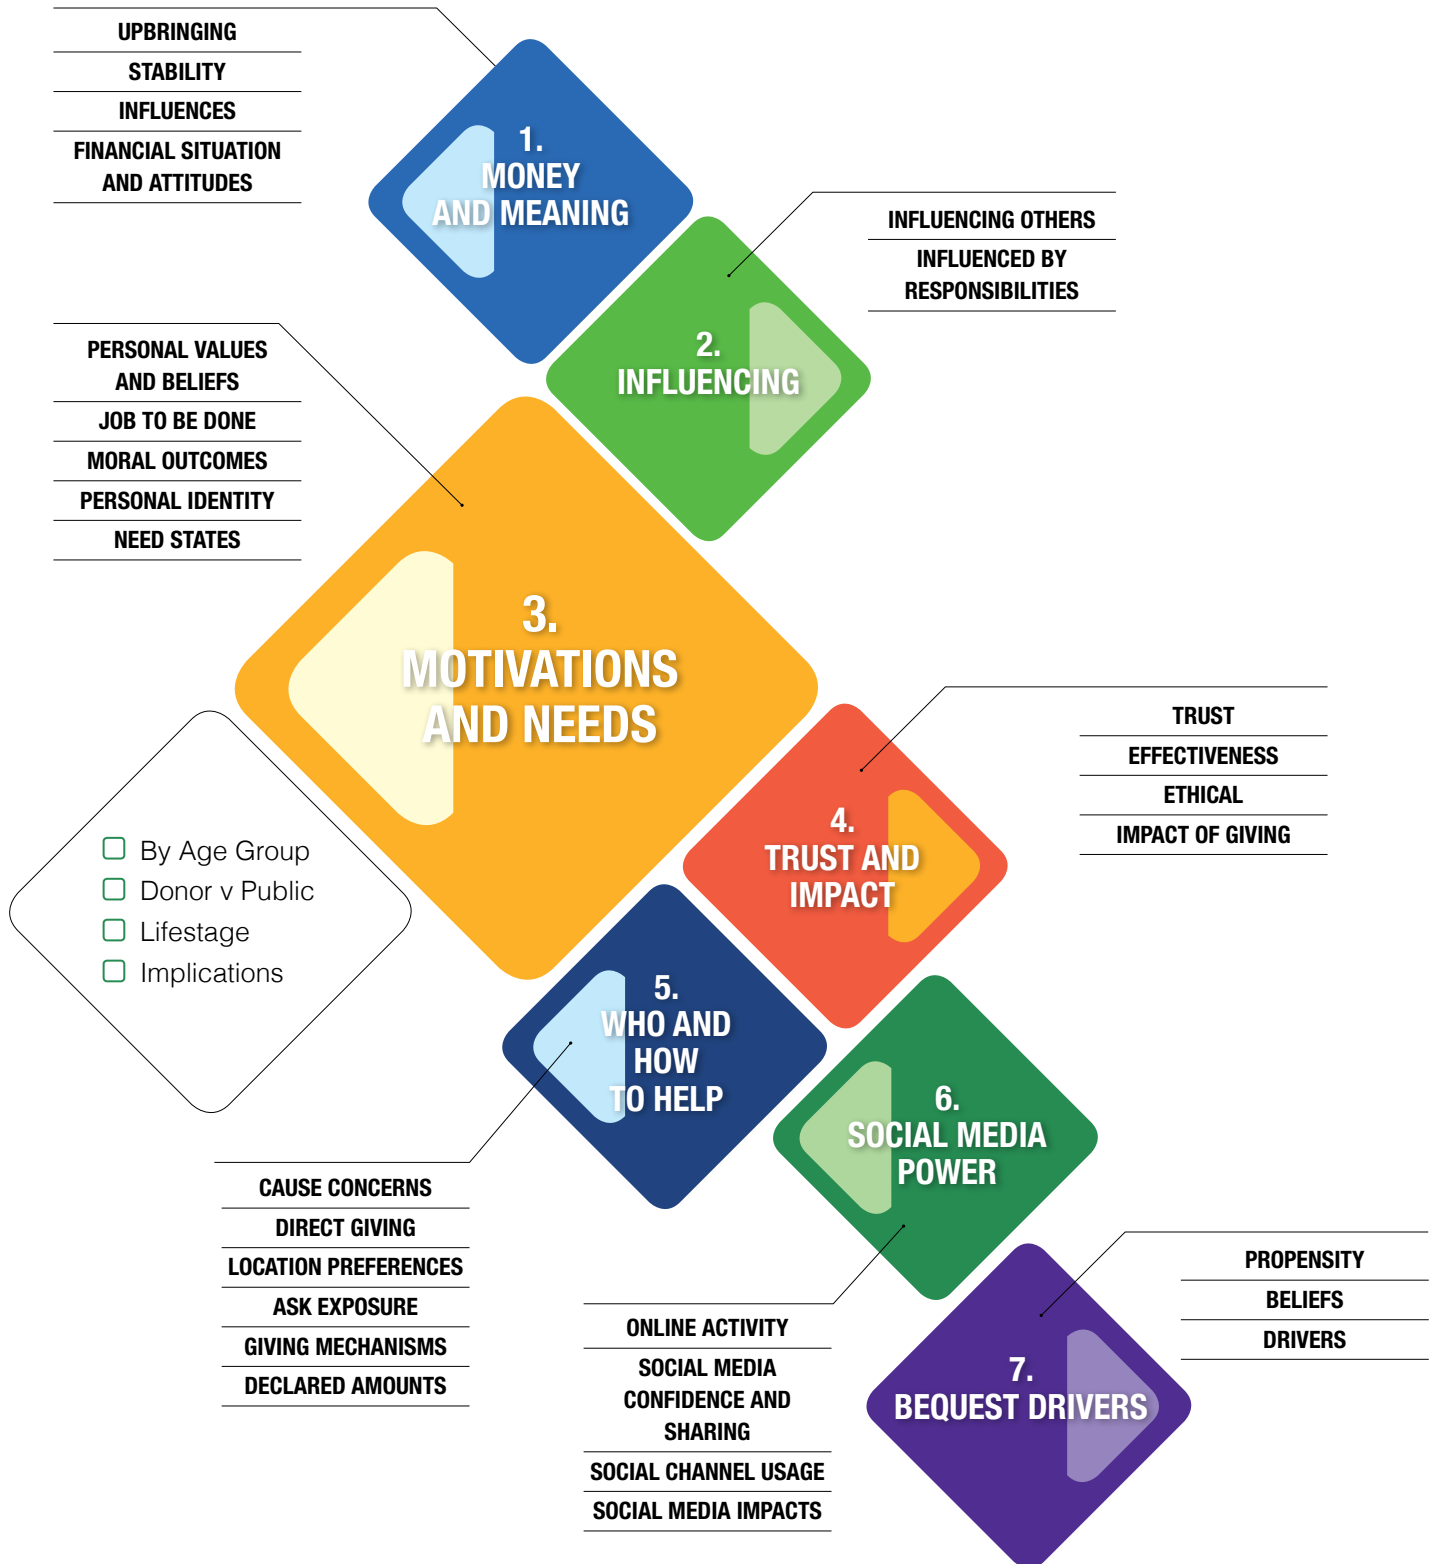 UPBRINGING
STABILITY
INFLUENCES
FINANCIAL SITUATION
AND ATTITUDES
1.
MONEY
AND MEANING
INFLUENCING OTHERS
INFLUENCED BY
RESPONSIBILITIES
2.
INFLUENCING
PERSONAL VALUES
AND BELIEFS
JOB TO BE DONE
MORAL OUTCOMES
PERSONAL IDENTITY
NEED STATES
3.
MOTIVATIONS
AND NEEDS
By Age Group
Donor v Public
Lifestage
Implications
TRUST
EFFECTIVENESS
ETHICAL
IMPACT OF GIVING
4.
TRUST AND
IMPACT
5.
WHO AND
HOW
TO HELP
CAUSE CONCERNS
DIRECT GIVING
LOCATION PREFERENCES
ASK EXPOSURE
GIVING MECHANISMS
DECLARED AMOUNTS
6.
SOCIAL MEDIA
POWER
ONLINE ACTIVITY
SOCIAL MEDIA
CONFIDENCE AND
SHARING
SOCIAL CHANNEL USAGE
SOCIAL MEDIA IMPACTS
PROPENSITY
BELIEFS
DRIVERS
7.
BEQUEST DRIVERS